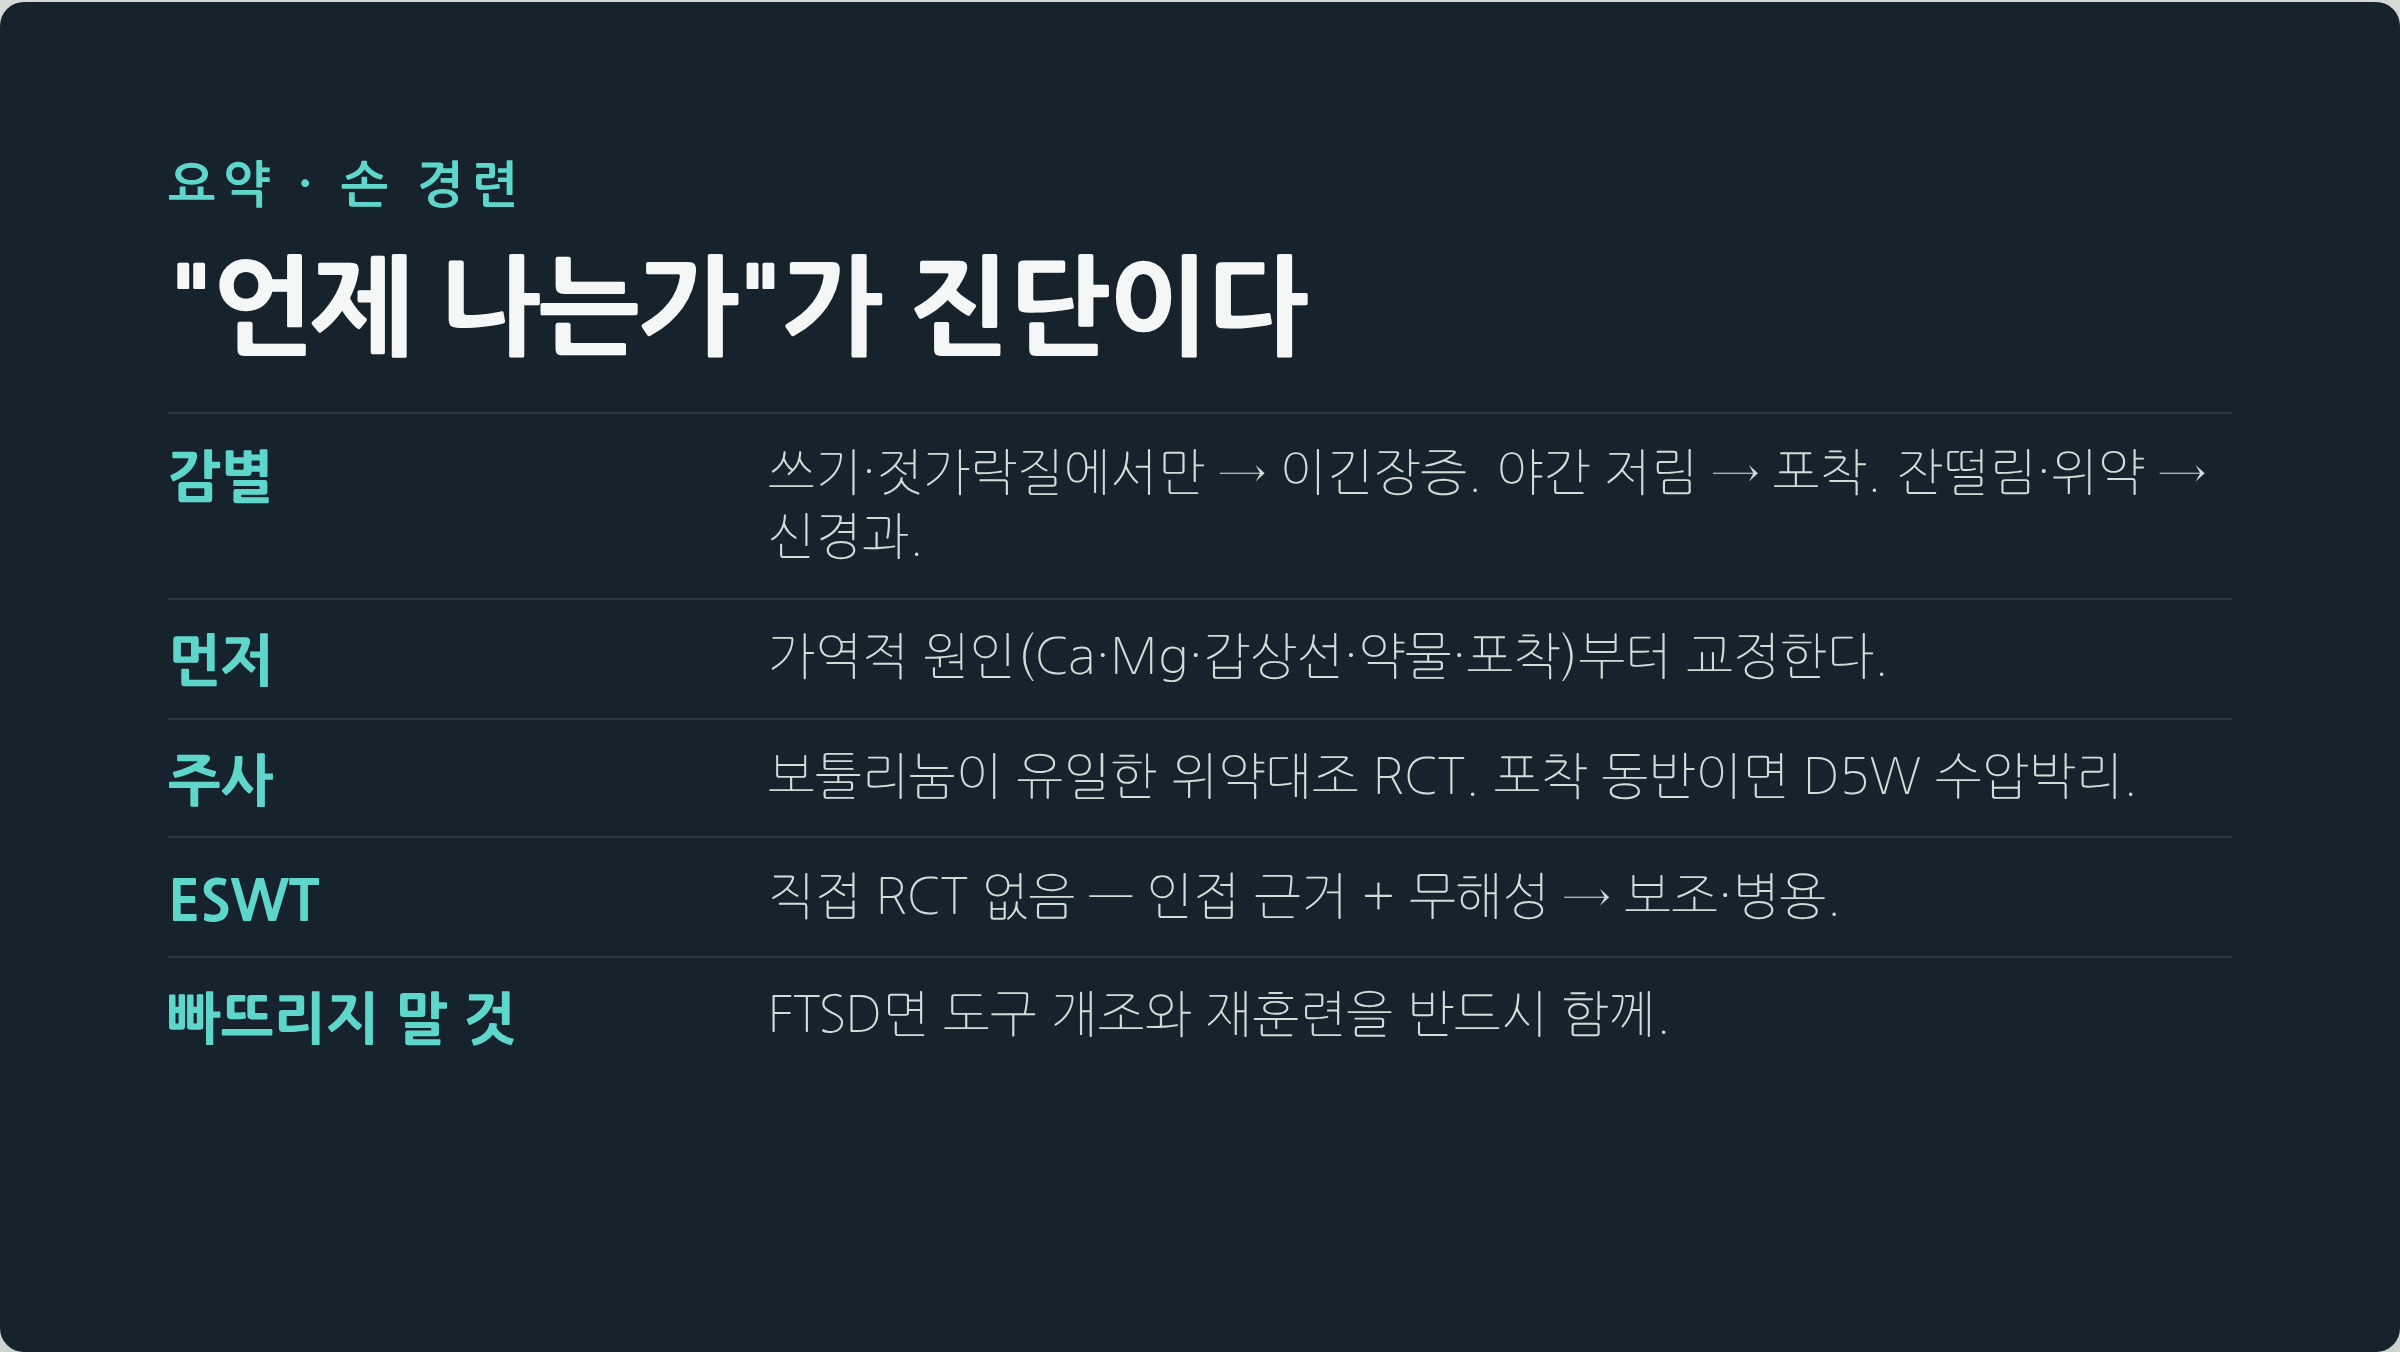 요약 · 손 경련
"언제 나는가"가 진단이다
감별
쓰기·젓가락질에서만 → 이긴장증. 야간 저림 → 포착. 잔떨림·위약 →
신경과.
먼저
가역적 원인(Ca·Mg·갑상선·약물·포착)부터 교정한다.
주사
보툴리눔이 유일한 위약대조 RCT. 포착 동반이면 D5W 수압박리.
ESWT
직접 RCT 없음 — 인접 근거 + 무해성 → 보조·병용.
빠뜨리지 말 것
FTSD면 도구 개조와 재훈련을 반드시 함께.